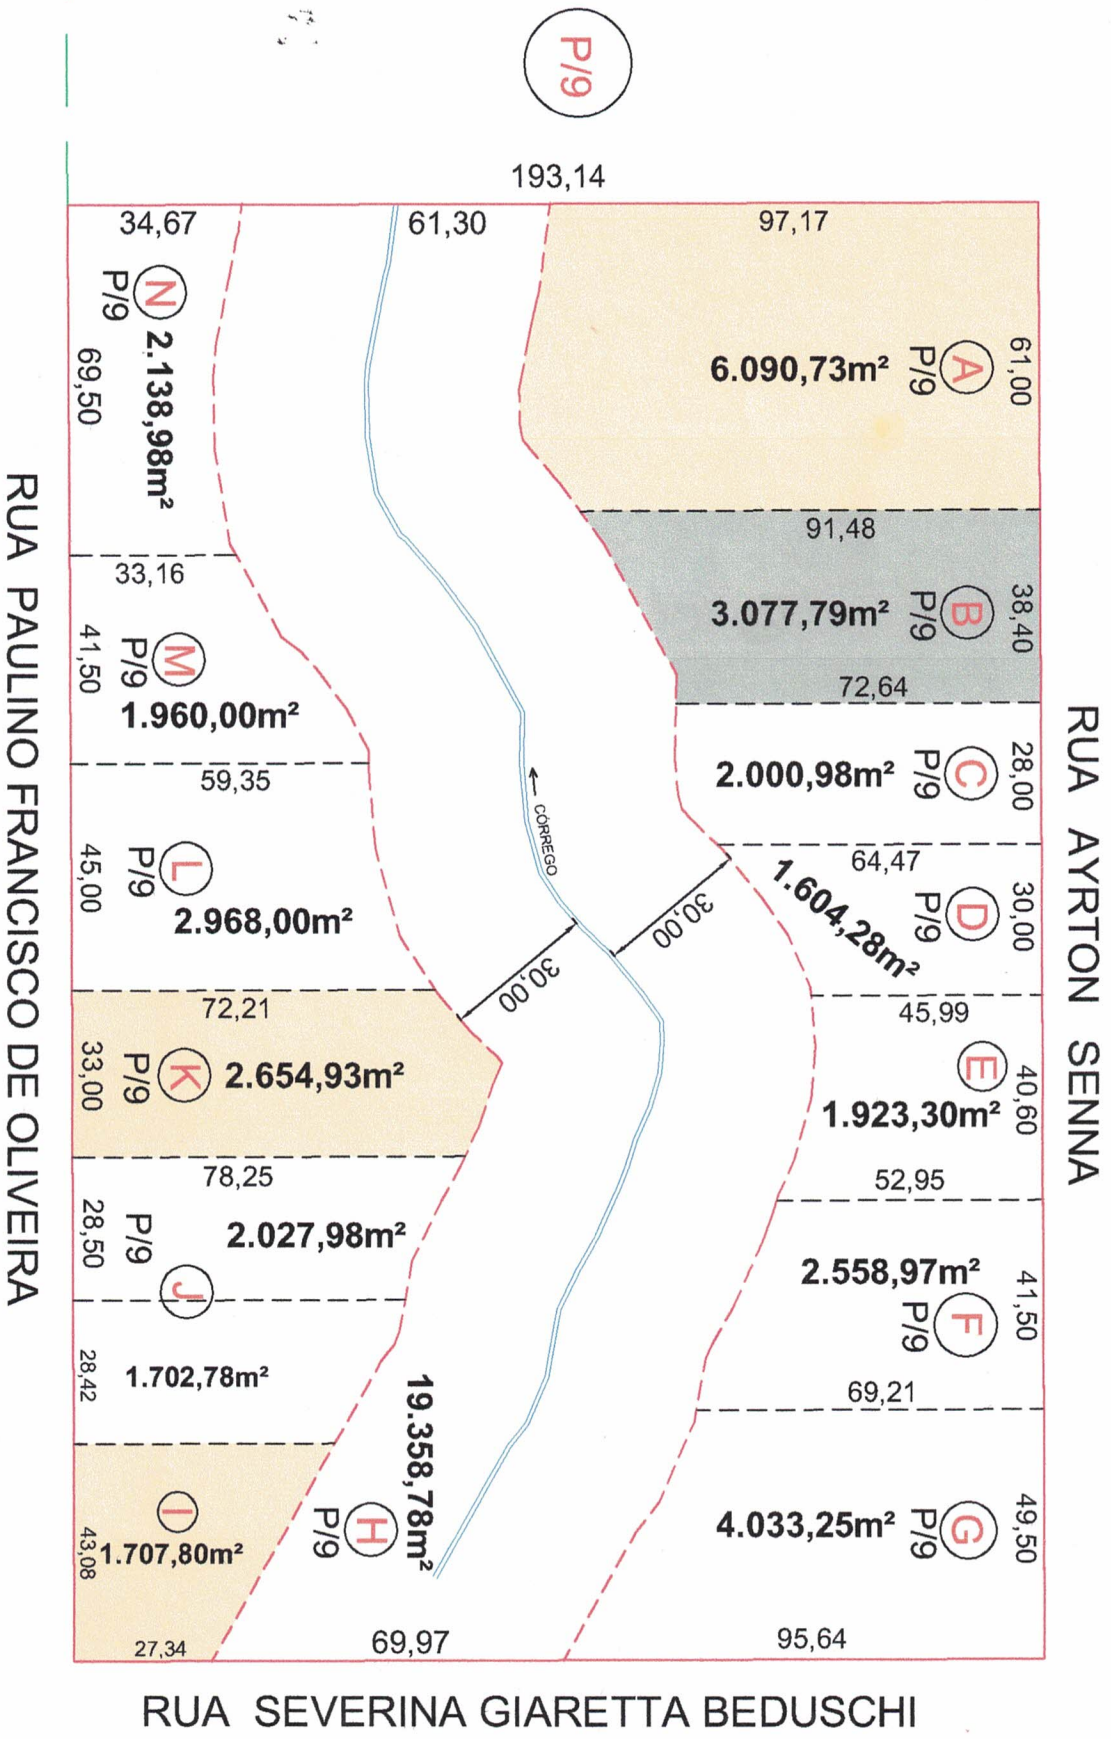 P/9
193,14
34,67
61,30
97,17
N
P/9
2.138,98m²
69,50
6.090,73m²
A
P/9
61,00
33,16
91,48
M
P/9
41,50
1.960,00m²
3.077,79m²
B
P/9
38,40
72,64
59,35
2.000,98m²
C
P/9
28,00
CÓRREGO
L
P/9
45,00
2.968,00m²
64,47
1.604,28m²
D
P/9
30,00
30,00
30,00
72,21
45,99
K
P/9
33,00
2.654,93m²
E
40,60
1.923,30m²
78,25
52,95
J
P/9
28,50
2.027,98m²
2.558,97m²
F
P/9
41,50
28,42
1.702,78m²
69,21
19.358,78m²
H
P/9
I
1.707,80m²
43,08
4.033,25m²
G
P/9
49,50
27,34
69,97
95,64
RUA PAULINO FRANCISCO DE OLIVEIRA
RUA AYRTON SENNA
RUA SEVERINA GIARETTA BEDUSCHI